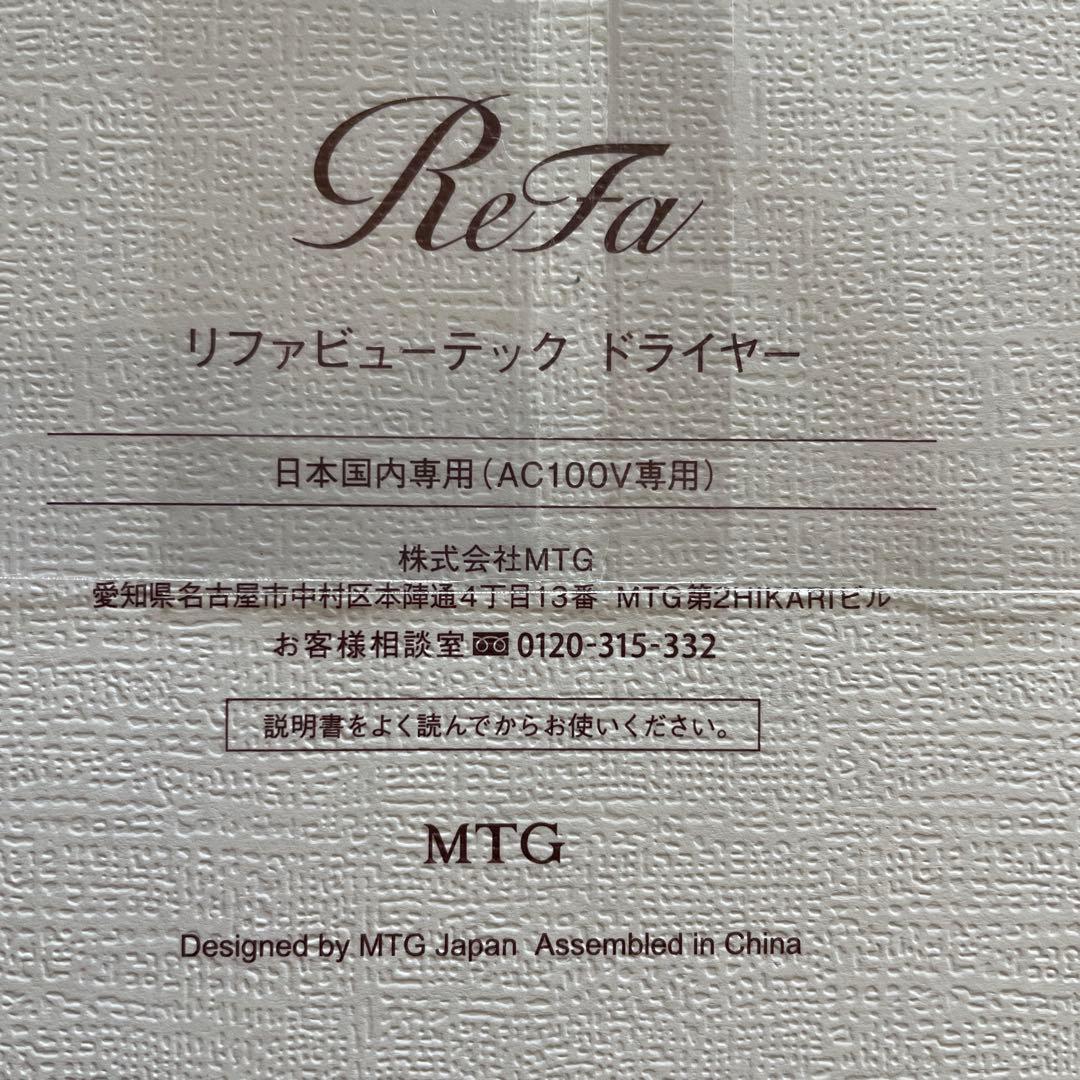 ReFa
リファビューテック ドライヤー
日本国内専用(AC100V専用)
株式会社MTG
愛知県名古屋市中村区本陣通4丁目13番 MTG第2HIKARIビル
お客様相談室 0120-315-332
説明書をよく読んでからお使いください。
MTG
Designed by MTG Japan Assembled in China